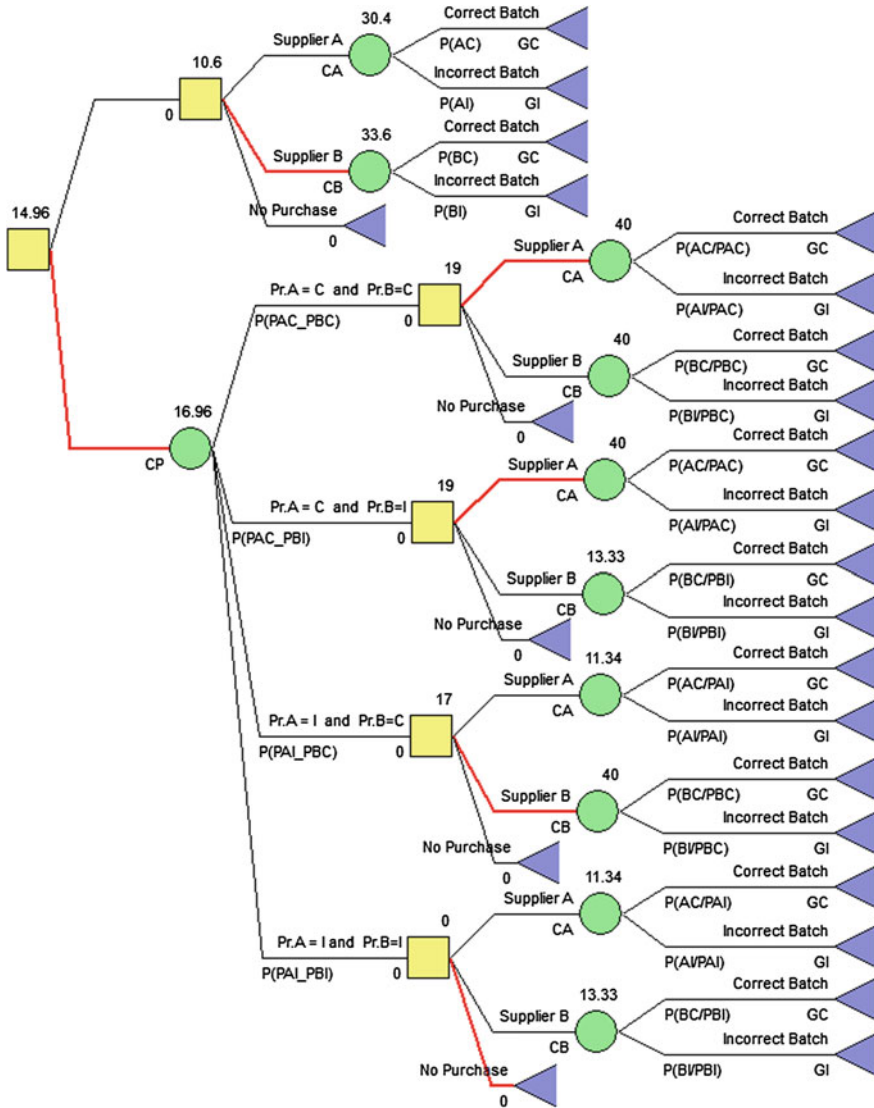 30.4
Correct Batch
Supplier A
P(AC) GC
CA
Incorrect Batch
10.6
P(AI) GI
0
33.6
Correct Batch
Supplier B
P(BC) GC
CB
Incorrect Batch
P(BI) GI
No Purchase
0
14.96
40
Correct Batch
Supplier A
P(AC/PAC) GC
CA
Incorrect Batch
19
Pr.A = C and Pr.B=C
P(AI/PAC) GI
P(PAC_PBC)
0
40
Correct Batch
Supplier B
P(BC/PBC) GC
CB
Incorrect Batch
No Purchase
P(BI/PBC) GI
0
16.96
CP
40
Correct Batch
Supplier A
P(AC/PAC) GC
CA
Incorrect Batch
19
Pr.A = C and Pr.B=I
P(AI/PAC) GI
P(PAC_PBI)
0
13.33
Correct Batch
Supplier B
P(BC/PBI) GC
CB
Incorrect Batch
No Purchase
P(BI/PBI) GI
0
11.34
Correct Batch
Supplier A
P(AC/PAI) GC
CA
Incorrect Batch
17
Pr.A = I and Pr.B=C
P(AI/PAI) GI
P(PAI_PBC)
0
40
Correct Batch
Supplier B
P(BC/PBC) GC
CB
Incorrect Batch
No Purchase
P(BI/PBC) GI
0
11.34
Correct Batch
Supplier A
P(AC/PAI) GC
CA
Incorrect Batch
0
Pr.A = I and Pr.B=I
P(AI/PAI) GI
P(PAI_PBI)
0
13.33
Correct Batch
Supplier B
P(BC/PBI) GC
CB
Incorrect Batch
No Purchase
P(BI/PBI) GI
0